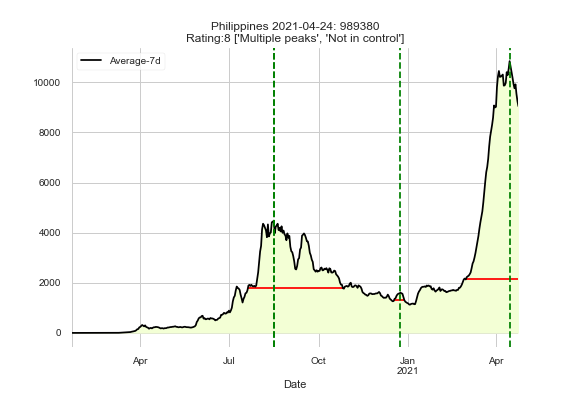 Philippines 2021-04-24: 989380
Rating:8 ['Multiple peaks', 'Not in control']
Average-7d
10000
8000
6000
4000
2000
0
Apr
Jul
Oct
Jan
2021
Apr
Date